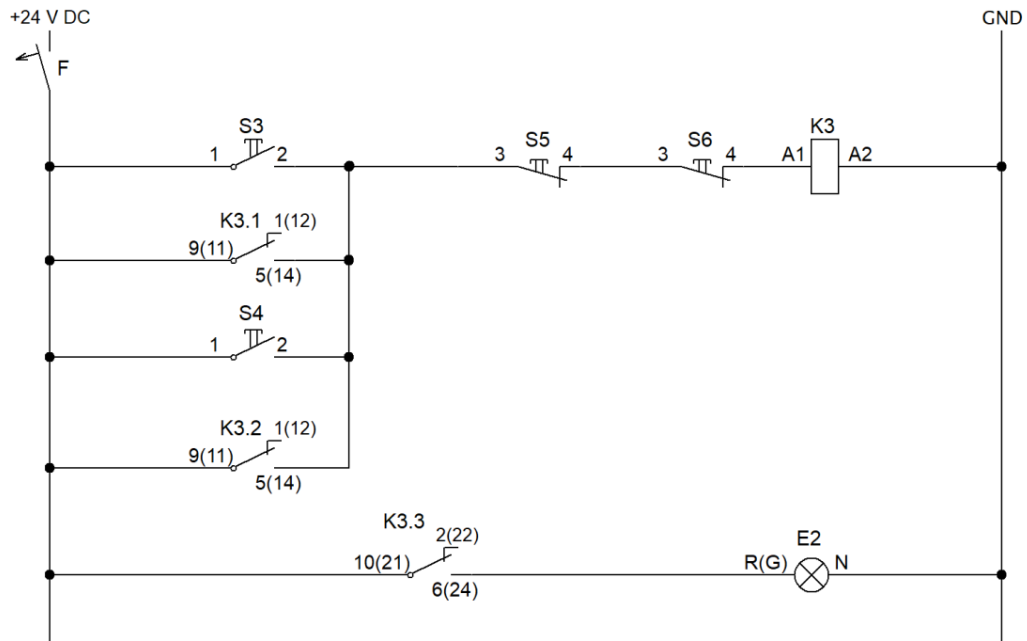 +24 V DC
GND
F
S3
1
2
S5
3
4
S6
3
4
K3
A1
A2
K3.1
1(12)
9(11)
5(14)
S4
1
2
K3.2
1(12)
9(11)
5(14)
K3.3
2(22)
10(21)
6(24)
E2
R(G)
N